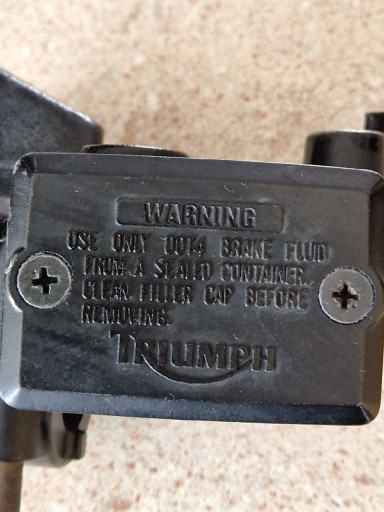 WARNING
USE ONLY DOT4 BRAKE FLUID
FROM A SEALED CONTAINER.
CLEAN FILLER CAP BEFORE
REMOVING.
TRIUMPH